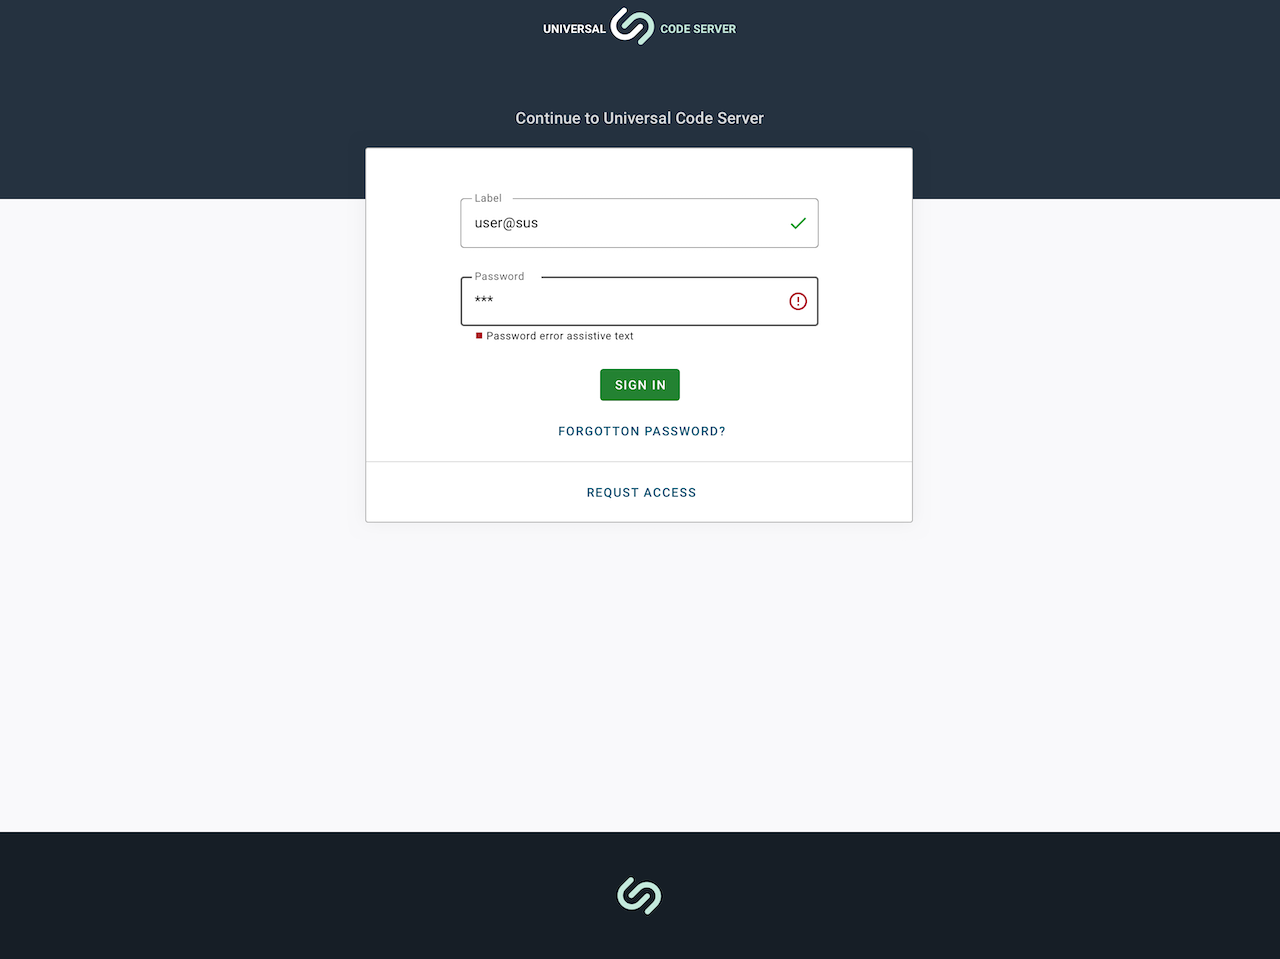 UNIVERSAL CODE SERVER
Continue to Universal Code Server
Label
user@sus
Password
***
Password error assistive text
SIGN IN
FORGOTTON PASSWORD?
REQUST ACCESS